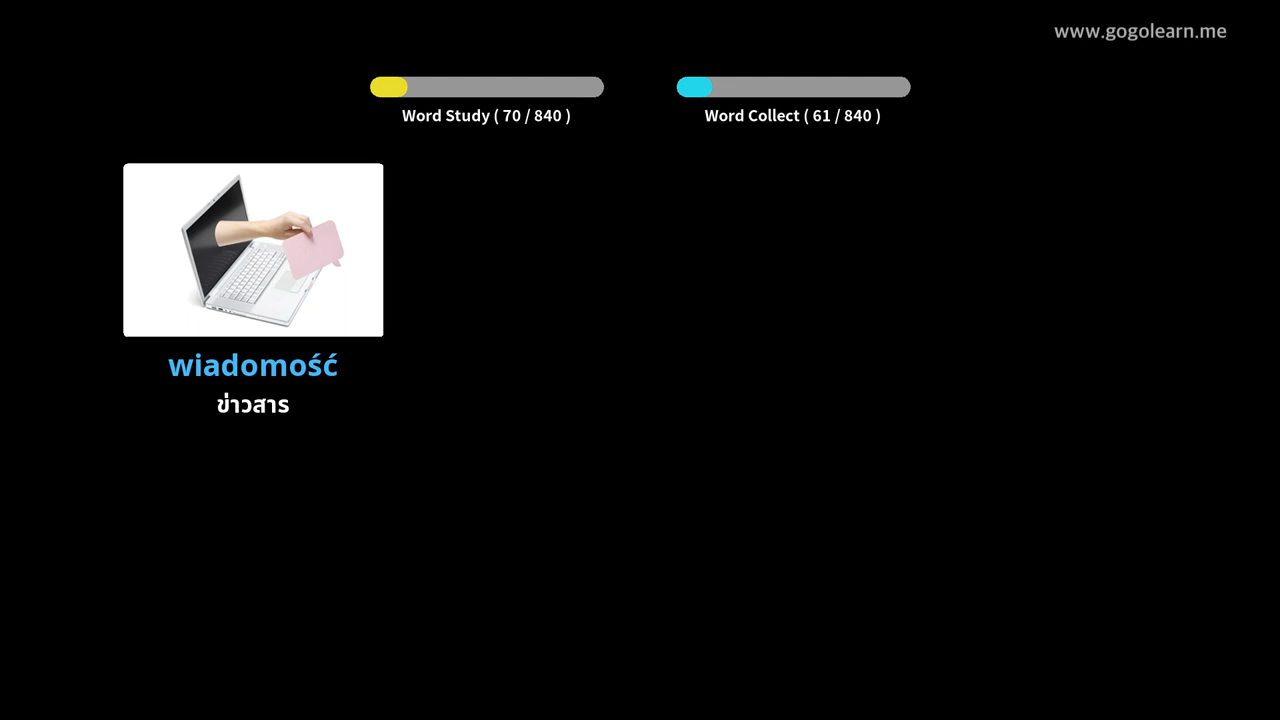 www.gogolearn.me
Word Study ( 70 / 840 )
Word Collect ( 61 / 840 )
wiadomość
ข่าวสาร